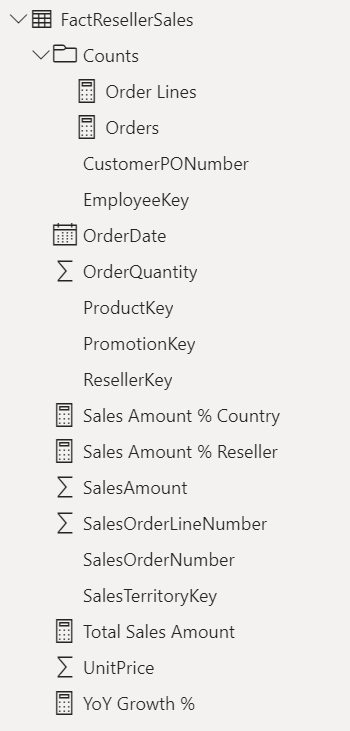 FactResellerSales
Counts
Order Lines
Orders
CustomerPONumber
EmployeeKey
OrderDate
OrderQuantity
ProductKey
PromotionKey
ResellerKey
Sales Amount % Country
Sales Amount % Reseller
SalesAmount
SalesOrderLineNumber
SalesOrderNumber
SalesTerritoryKey
Total Sales Amount
UnitPrice
YoY Growth %